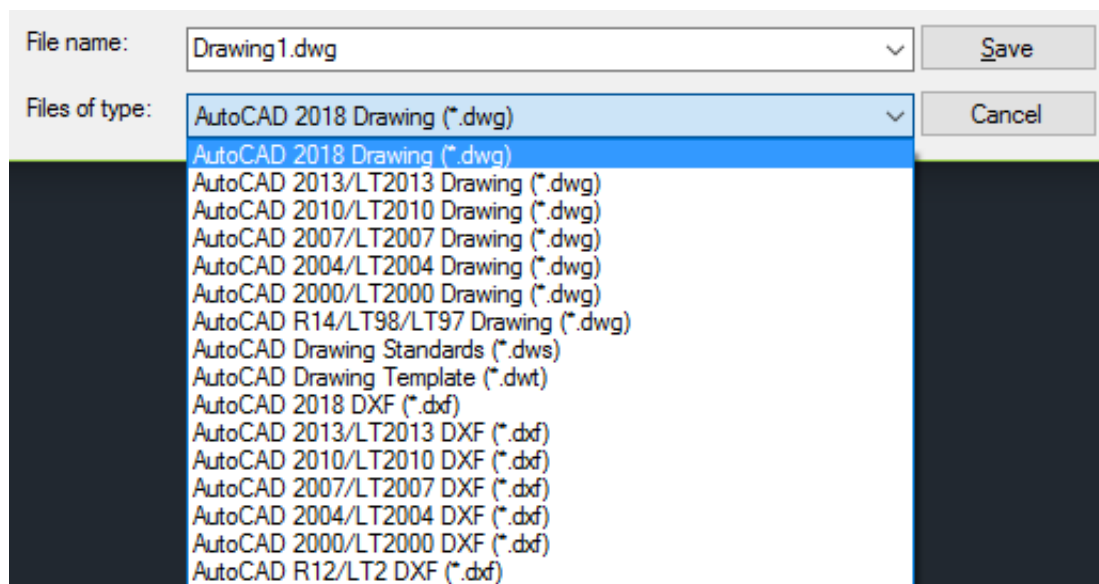 File name: Drawing1.dwg Save
Files of type: AutoCAD 2018 Drawing (*.dwg) Cancel
AutoCAD 2018 Drawing (*.dwg)
AutoCAD 2013/LT2013 Drawing (*.dwg)
AutoCAD 2010/LT2010 Drawing (*.dwg)
AutoCAD 2007/LT2007 Drawing (*.dwg)
AutoCAD 2004/LT2004 Drawing (*.dwg)
AutoCAD 2000/LT2000 Drawing (*.dwg)
AutoCAD R14/LT98/LT97 Drawing (*.dwg)
AutoCAD Drawing Standards (*.dws)
AutoCAD Drawing Template (*.dwt)
AutoCAD 2018 DXF (*.dxf)
AutoCAD 2013/LT2013 DXF (*.dxf)
AutoCAD 2010/LT2010 DXF (*.dxf)
AutoCAD 2007/LT2007 DXF (*.dxf)
AutoCAD 2004/LT2004 DXF (*.dxf)
AutoCAD 2000/LT2000 DXF (*.dxf)
AutoCAD R12/LT2 DXF (*.dxf)